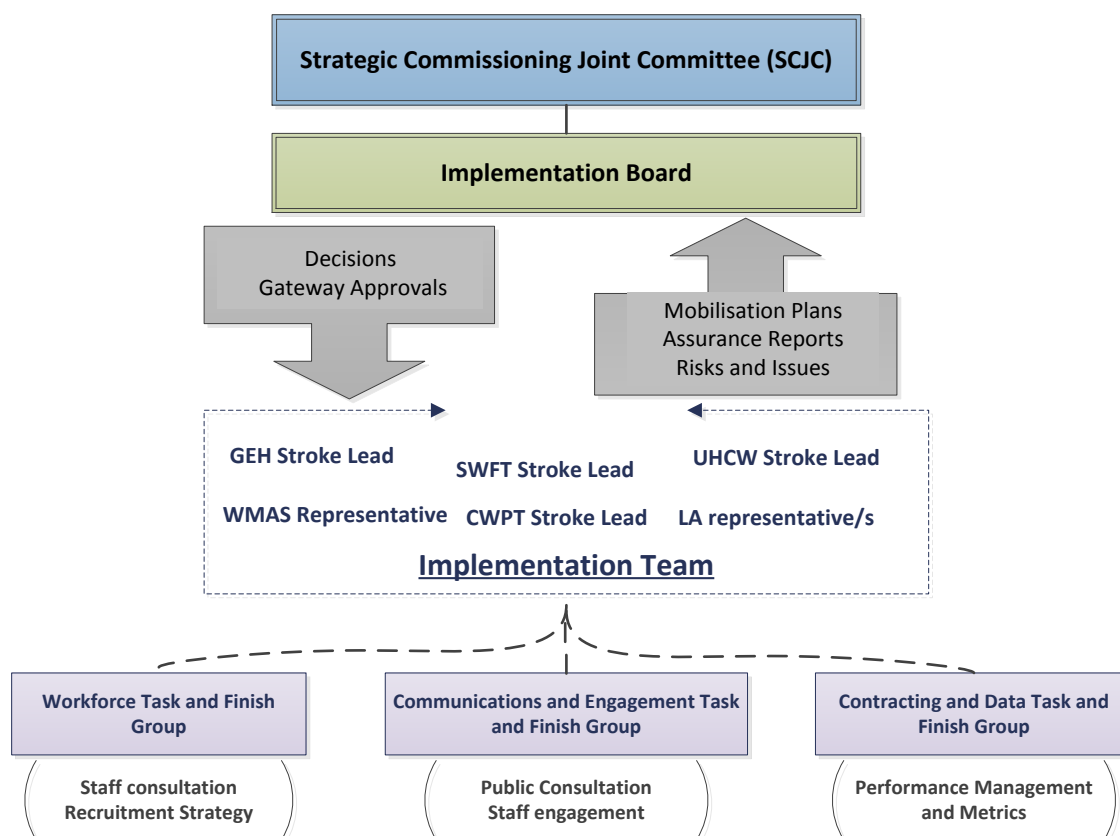 Strategic Commissioning Joint Committee (SCJC)
Implementation Board
Decisions
Gateway Approvals
Mobilisation Plans
Assurance Reports
Risks and Issues
GEH Stroke Lead
SWFT Stroke Lead
UHCW Stroke Lead
WMAS Representative
CWPT Stroke Lead
LA representative/s
Implementation Team
Workforce Task and Finish
Group
Communications and Engagement Task
and Finish Group
Contracting and Data Task and
Finish Group
Staff consultation
Recruitment Strategy
Public Consultation
Staff engagement
Performance Management
and Metrics